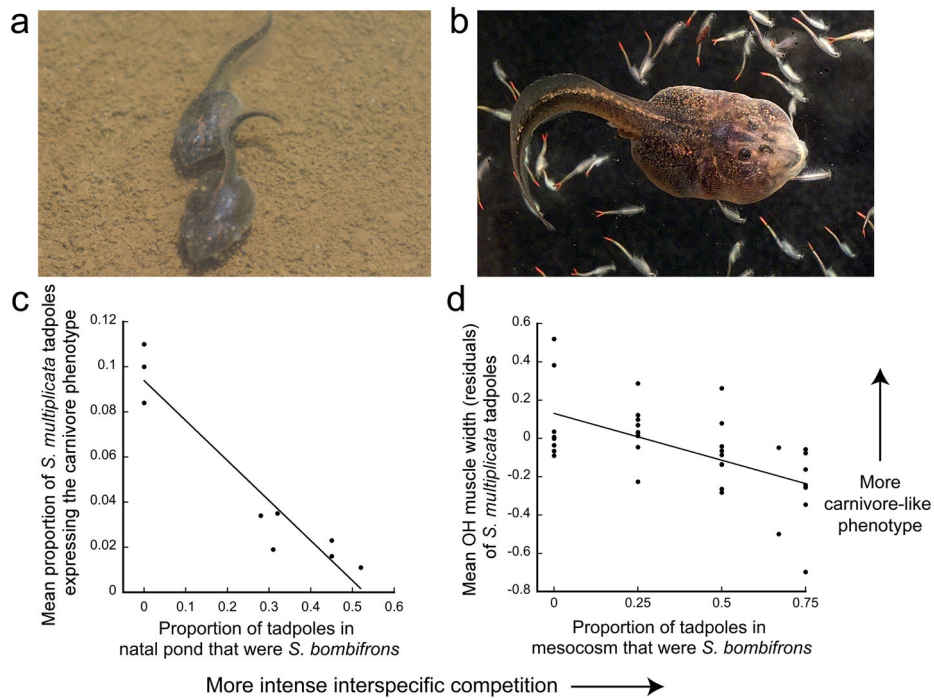 a
b
c
Mean proportion of S. multiplicata tadpoles
expressing the carnivore phenotype
0.12
0.1
0.08
0.06
0.04
0.02
0
0
0.1
0.2
0.3
0.4
0.5
0.6
Proportion of tadpoles in
natal pond that were S. bombifrons
d
Mean OH muscle width (residuals)
of S. multiplicata tadpoles
0.6
0.4
0.2
0
-0.2
-0.4
-0.6
-0.8
0
0.25
0.5
0.75
Proportion of tadpoles in
mesocosm that were S. bombifrons
More
carnivore-like
phenotype
More intense interspecific competition